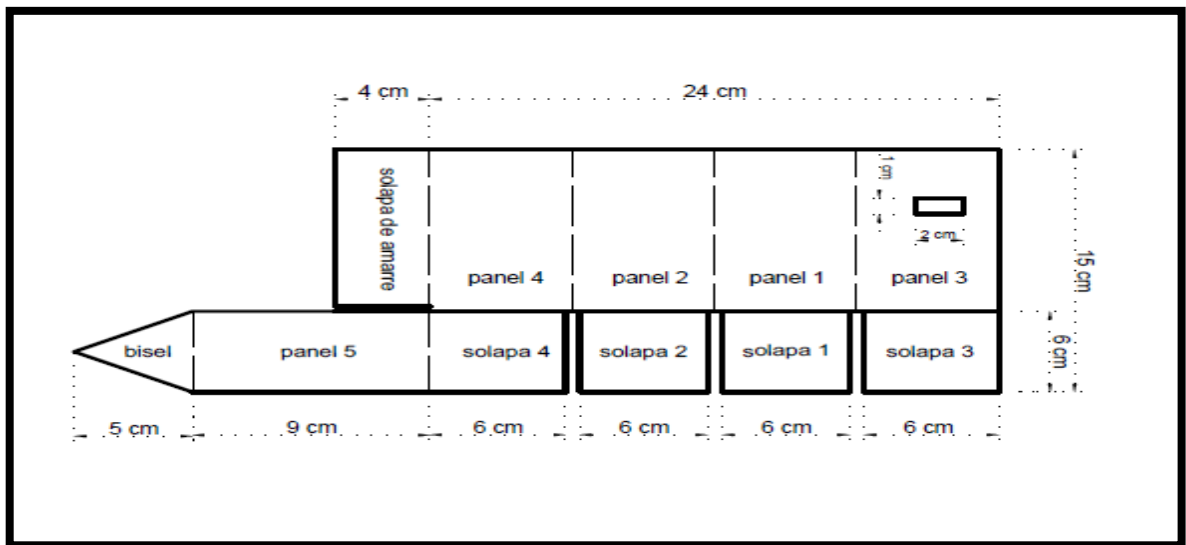 4 cm
24 cm
solapa de amarre
1 cm
2 cm
panel 4
panel 2
panel 1
panel 3
15 cm
bisel
panel 5
solapa 4
solapa 2
solapa 1
solapa 3
6 cm
5 cm
9 cm
6 cm
6 cm
6 cm
6 cm